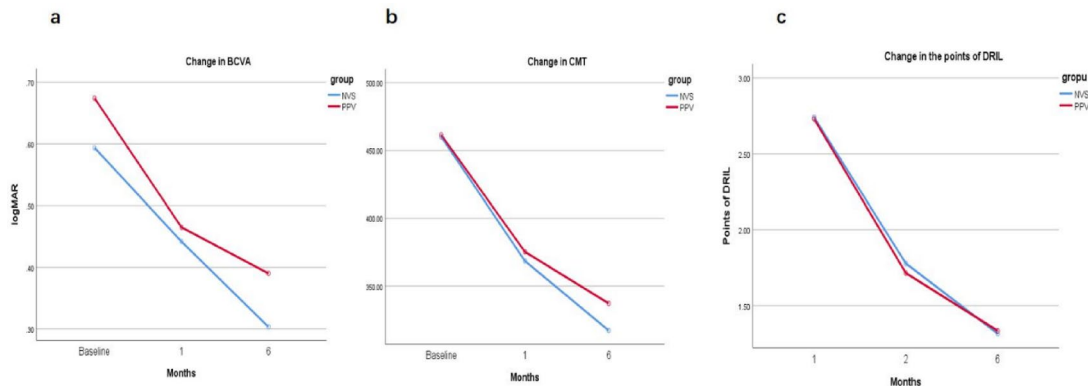 a
Change in BCVA
group
NVS
PPV
logMAR
.70
.60
.50
.40
.30
Baseline
1
6
Months
b
Change in CMT
group
NVS
PPV
500.00
450.00
400.00
350.00
Baseline
1
6
Months
c
Change in the points of DRIL
gropu
NVS
PPV
Points of DRIL
3.00
2.50
2.00
1.50
1
2
6
Months